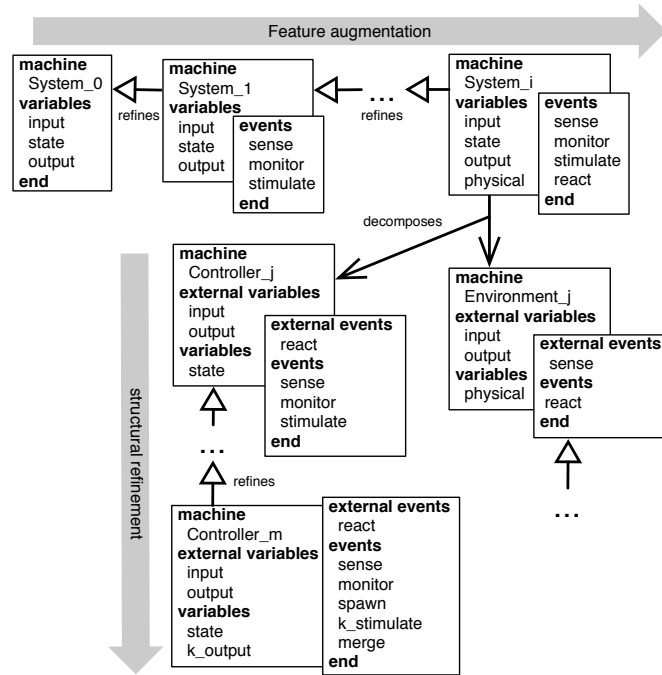 Feature augmentation
machine
System_0
variables
input
state
output
end
refines
machine
System_1
variables
input
state
output
events
sense
monitor
stimulate
end
...
refines
machine
System_i
variables
input
state
output
physical
events
sense
monitor
stimulate
react
end
decomposes
structural refinement
machine
Controller_j
external variables
input
output
variables
state
external events
react
events
sense
monitor
stimulate
end
machine
Environment_j
external variables
input
output
variables
physical
external events
sense
events
react
end
...
refines
...
machine
Controller_m
external variables
input
output
variables
state
k_output
external events
react
events
sense
monitor
spawn
k_stimulate
merge
end